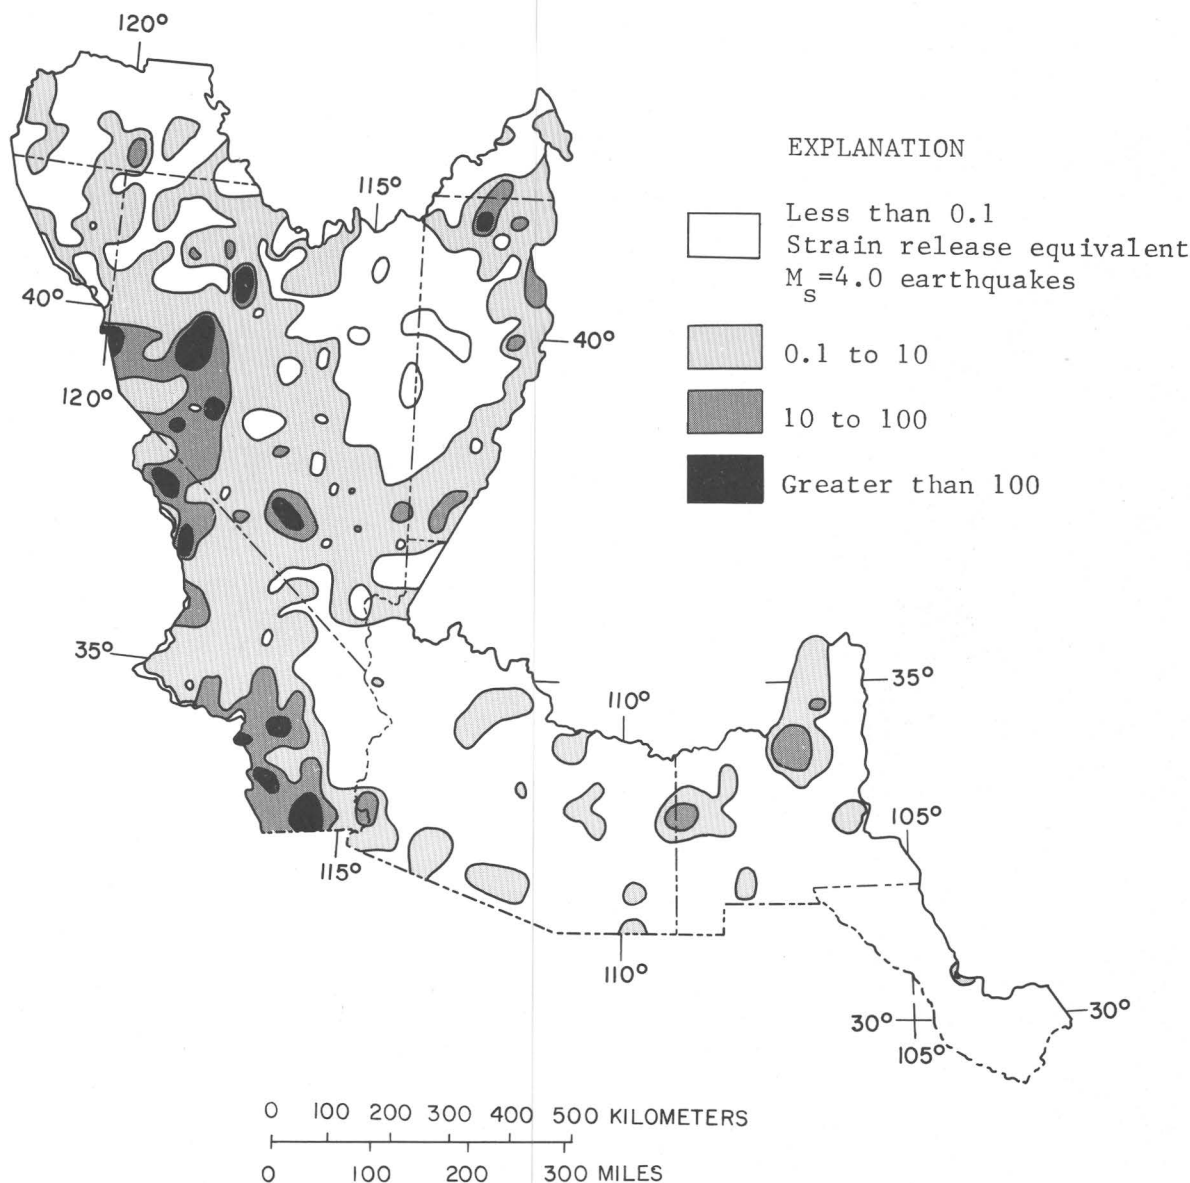 120°
EXPLANATION
115°
Less than 0.1
Strain release equivalent
Ms=4.0 earthquakes
40°
40°
0.1 to 10
120°
10 to 100
Greater than 100
35°
35°
110°
105°
115°
110°
30°
30°
105°
0 100 200 300 400 500 KILOMETERS
0 100 200 300 MILES